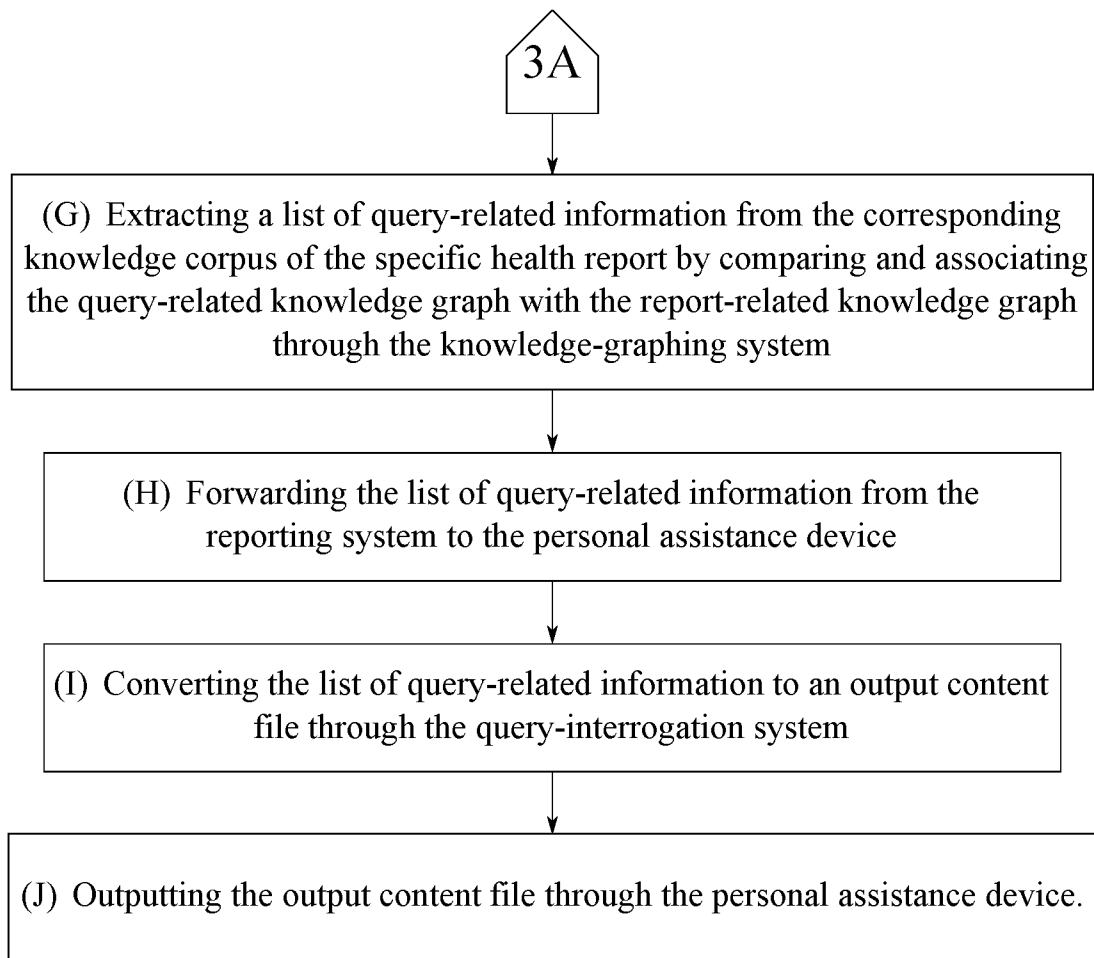 3A
(G) Extracting a list of query-related information from the corresponding
knowledge corpus of the specific health report by comparing and associating
the query-related knowledge graph with the report-related knowledge graph
through the knowledge-graphing system
(H) Forwarding the list of query-related information from the
reporting system to the personal assistance device
(I) Converting the list of query-related information to an output content
file through the query-interrogation system
(J) Outputting the output content file through the personal assistance device.